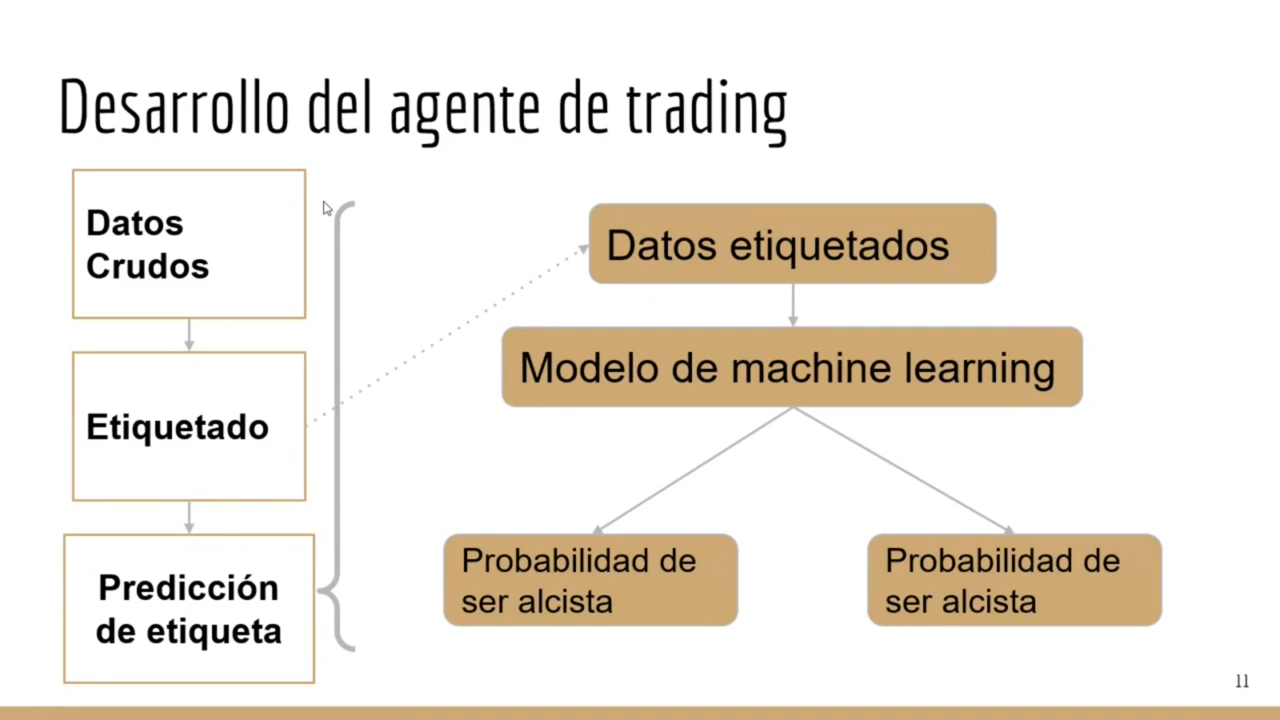 Desarrollo del agente de trading
Datos
Crudos
Etiquetado
Predicción
de etiqueta
Datos etiquetados
Modelo de machine learning
Probabilidad de
ser alcista
Probabilidad de
ser alcista
11